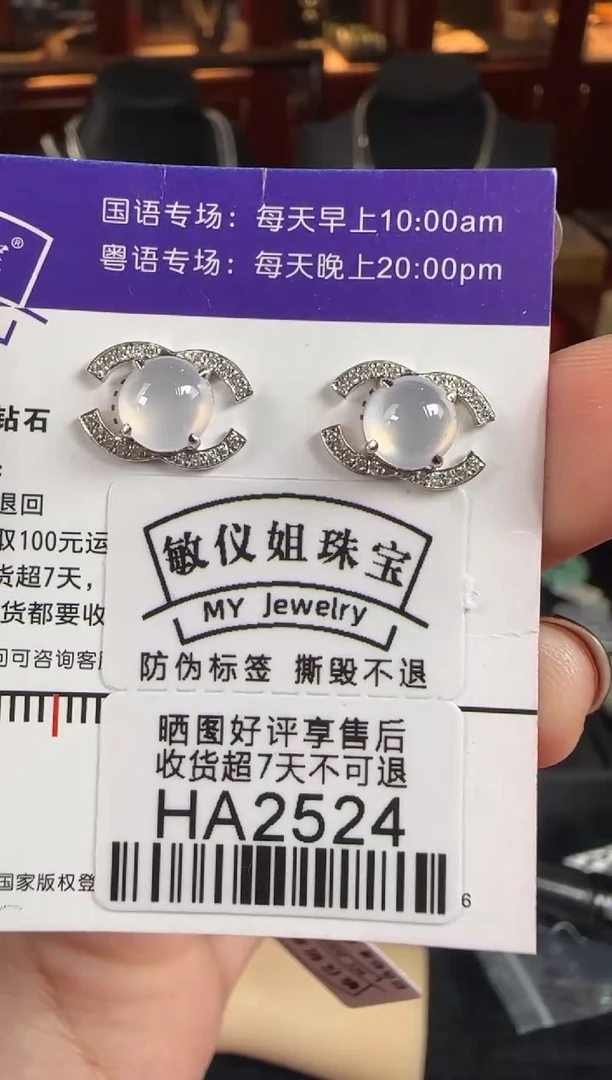 国语专场：每天早上10:00am
粤语专场：每天晚上20:00pm
®
钻石
退回
取100元运
货超7天，
货都要收
可咨询客服
敏仪姐珠宝
MY Jewelry
防伪标签 撕毁不退
晒图好评享售后
收货超7天不可退
HA2524
国家版权登
6